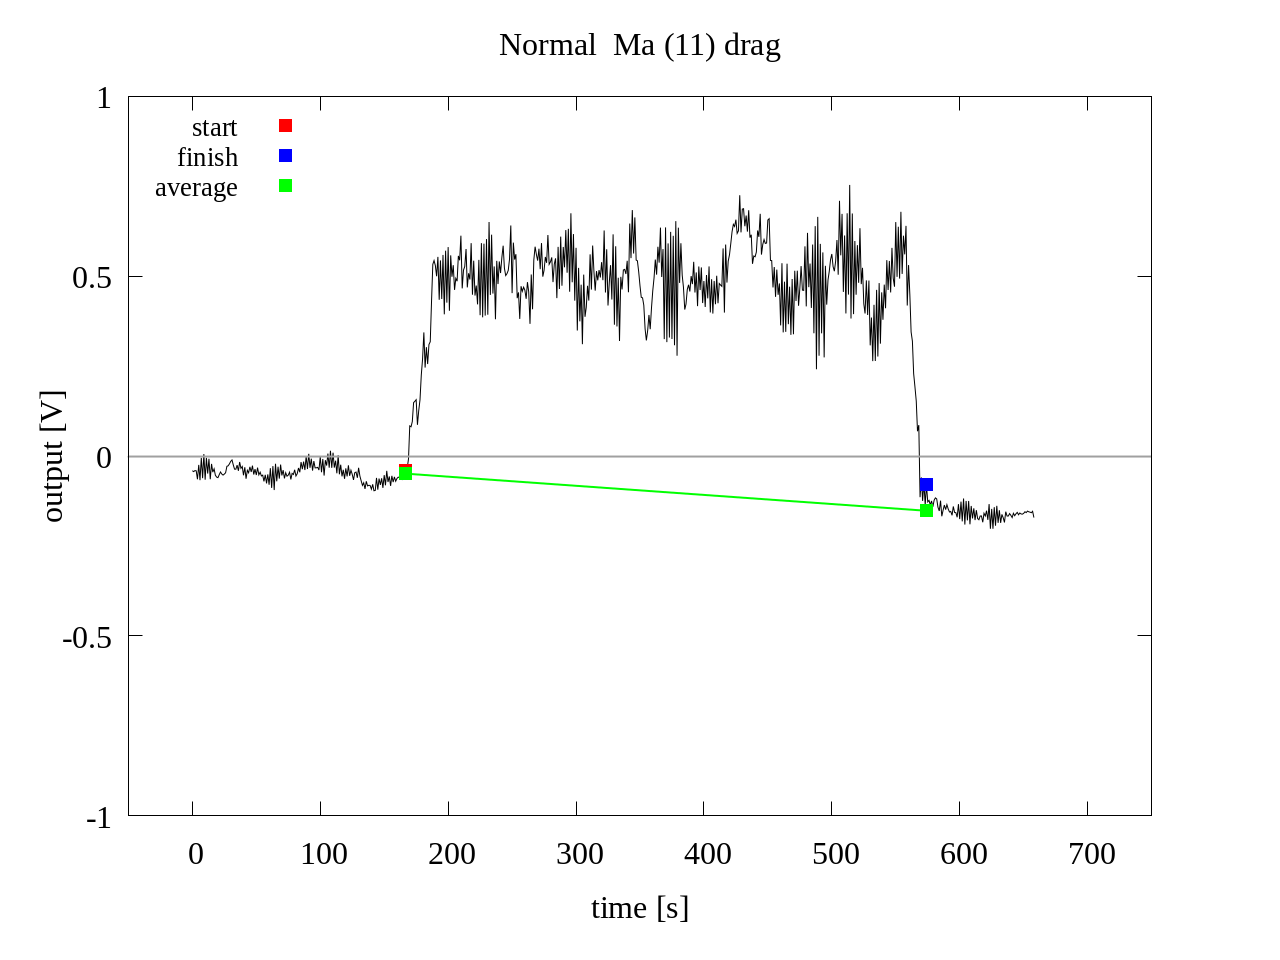 Normal  Ma (11) drag
1
0.5
0
-0.5
-1
start
finish
average
output [V]
0 100 200 300 400 500 600 700
time [s]